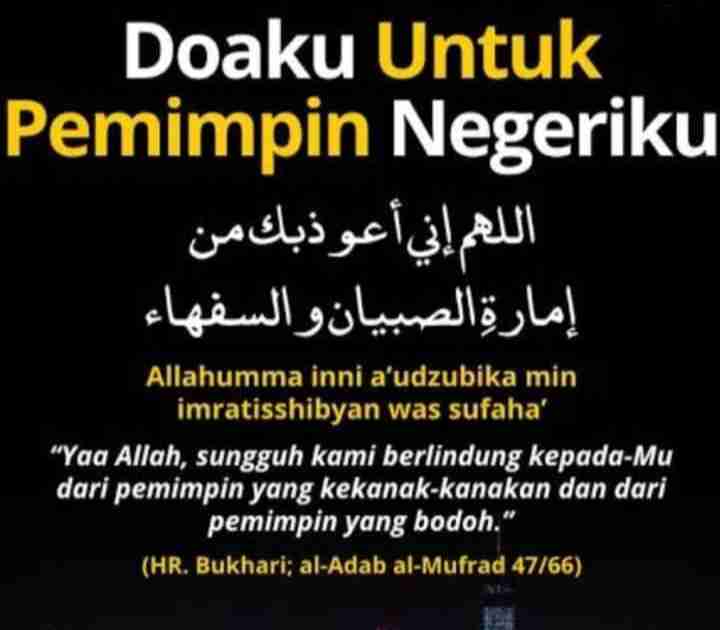 Doaku Untuk
Pemimpin Negeriku
اللهم إني أعوذبك من
إمارةِالصبيان والسفهاء
Allahumma inni a’udzubika min
imratisshibyan was sufaha’
“Yaa Allah, sungguh kami berlindung kepada-Mu
dari pemimpin yang kekanak-kanakan dan dari
pemimpin yang bodoh.”
(HR. Bukhari; al-Adab al-Mufrad 47/66)